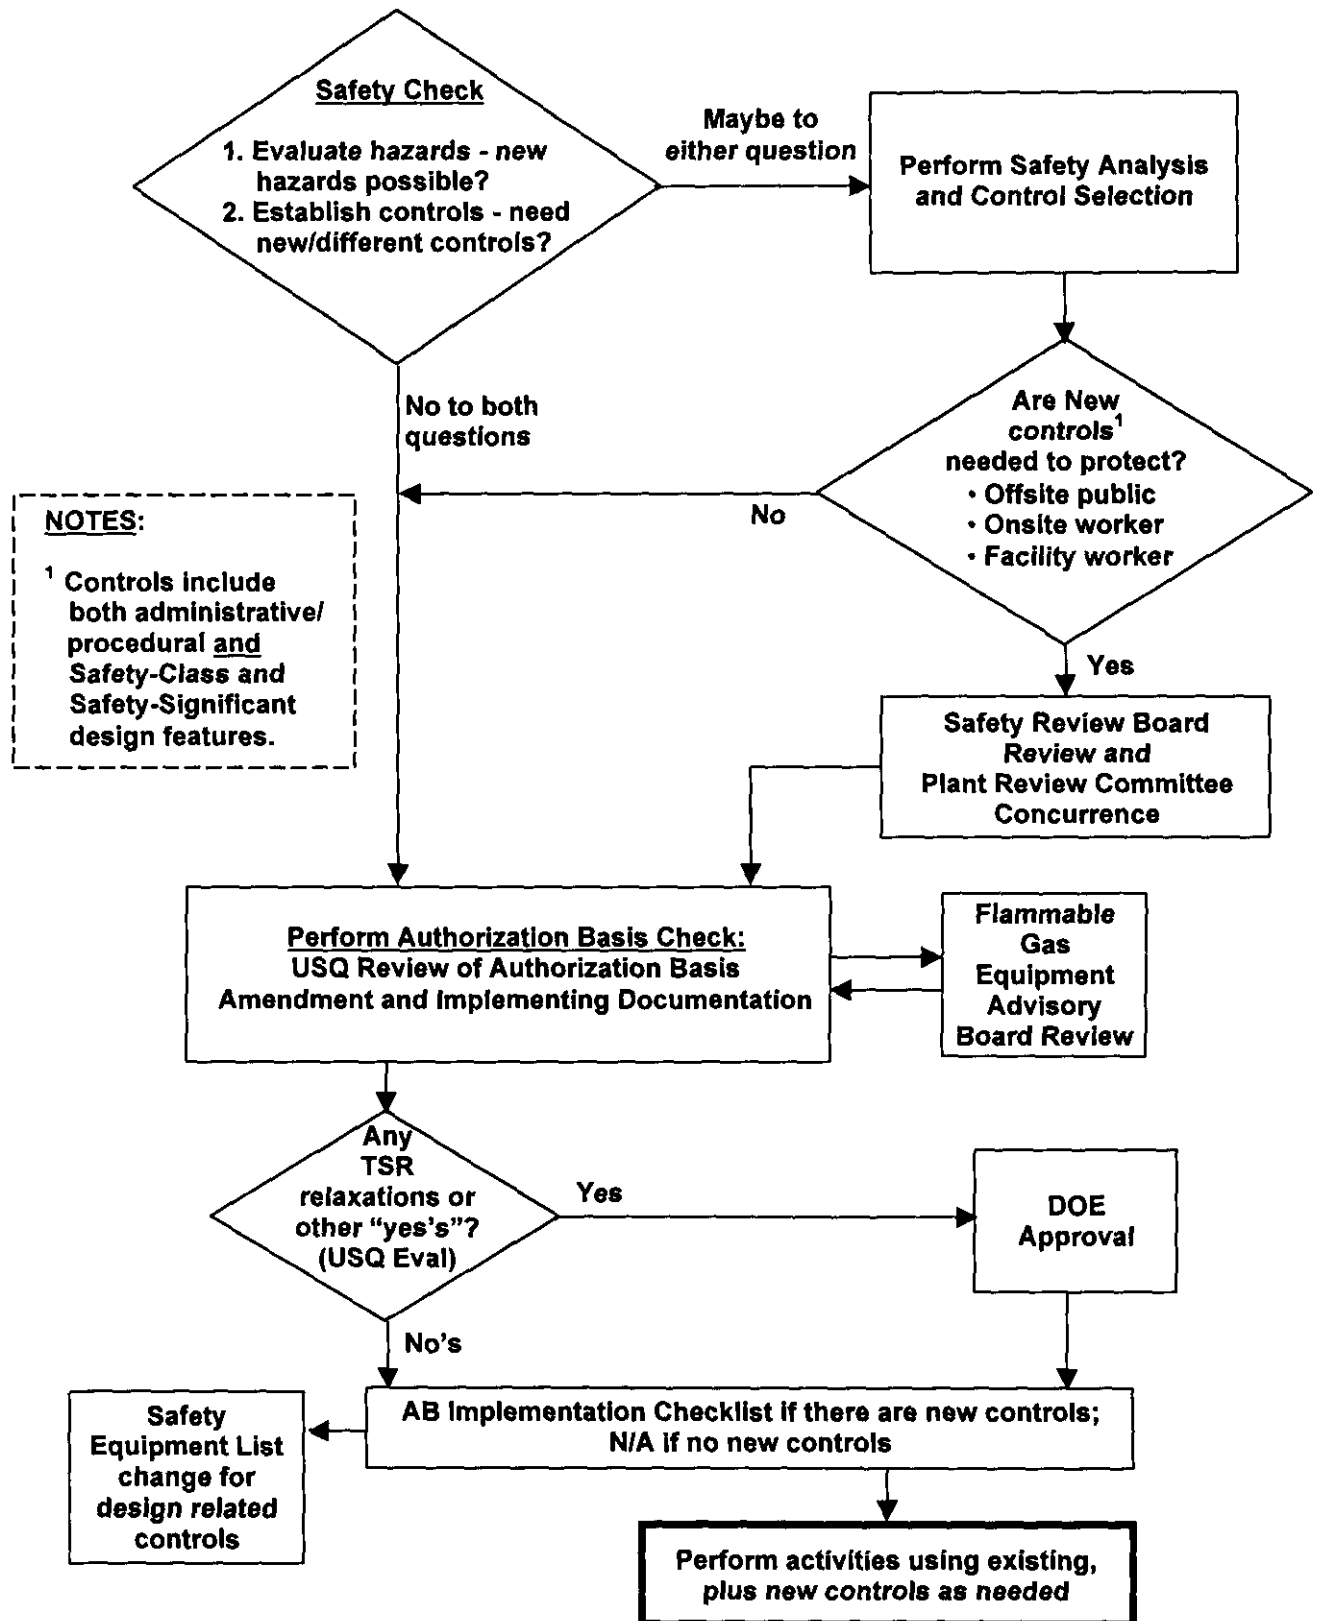 Safety Check
1. Evaluate hazards - new
hazards possible?
2. Establish controls - need
new/different controls?
Maybe to
either question
Perform Safety Analysis
and Control Selection
No to both
questions
Are New
controls¹
needed to protect?
• Offsite public
• Onsite worker
• Facility worker
No
Yes
NOTES:
¹ Controls include
both administrative/
procedural and
Safety-Class and
Safety-Significant
design features.
Safety Review Board
Review and
Plant Review Committee
Concurrence
Perform Authorization Basis Check:
USQ Review of Authorization Basis
Amendment and Implementing Documentation
Flammable
Gas
Equipment
Advisory
Board Review
Any
TSR
relaxations or
other “yes's”?
(USQ Eval)
Yes
DOE
Approval
No's
AB Implementation Checklist if there are new controls;
N/A if no new controls
Safety
Equipment List
change for
design related
controls
Perform activities using existing,
plus new controls as needed